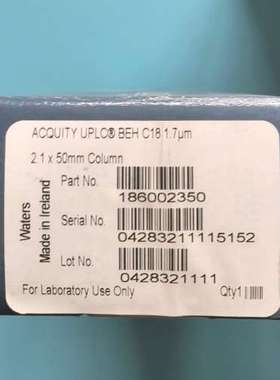 ACQUITY UPLC® BEH C18 1.7µm
2.1 x 50mm Column
Part No.
186002350
Serial No.
04283211115152
Lot No.
0428321111
For Laboratory Use Only
Qty1
Waters
Made in Ireland